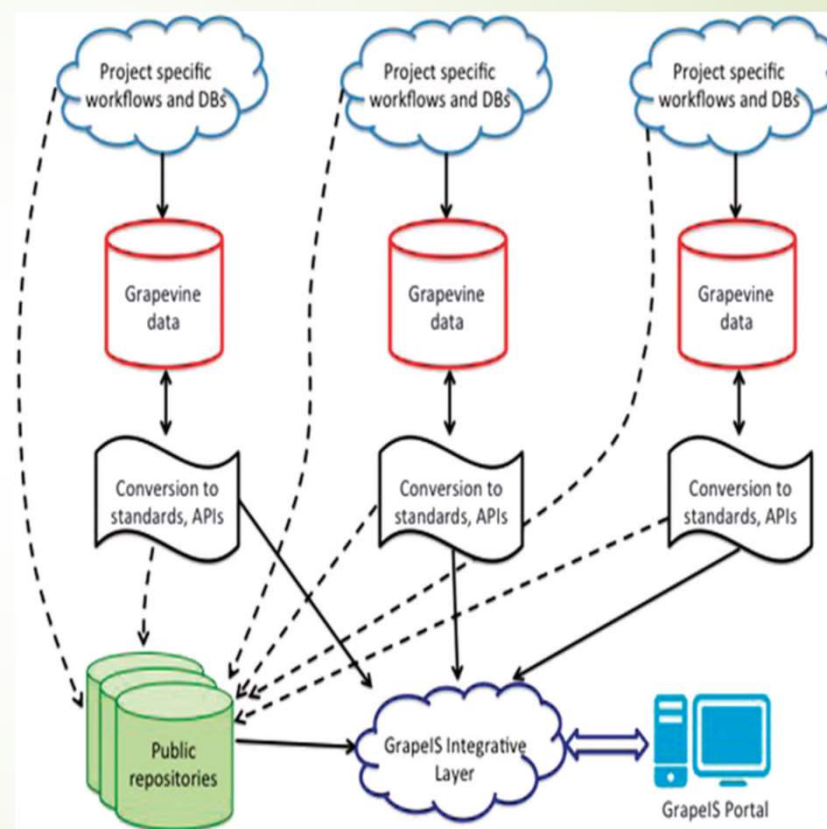 Project specific
workflows and DBs
Project specific
workflows and DBs
Project specific
workflows and DBs
Grapevine
data
Grapevine
data
Grapevine
data
Conversion to
standards, APIs
Conversion to
standards, APIs
Conversion to
standards, APIs
Public
repositories
GrapeIS Integrative
Layer
GrapeIS Portal